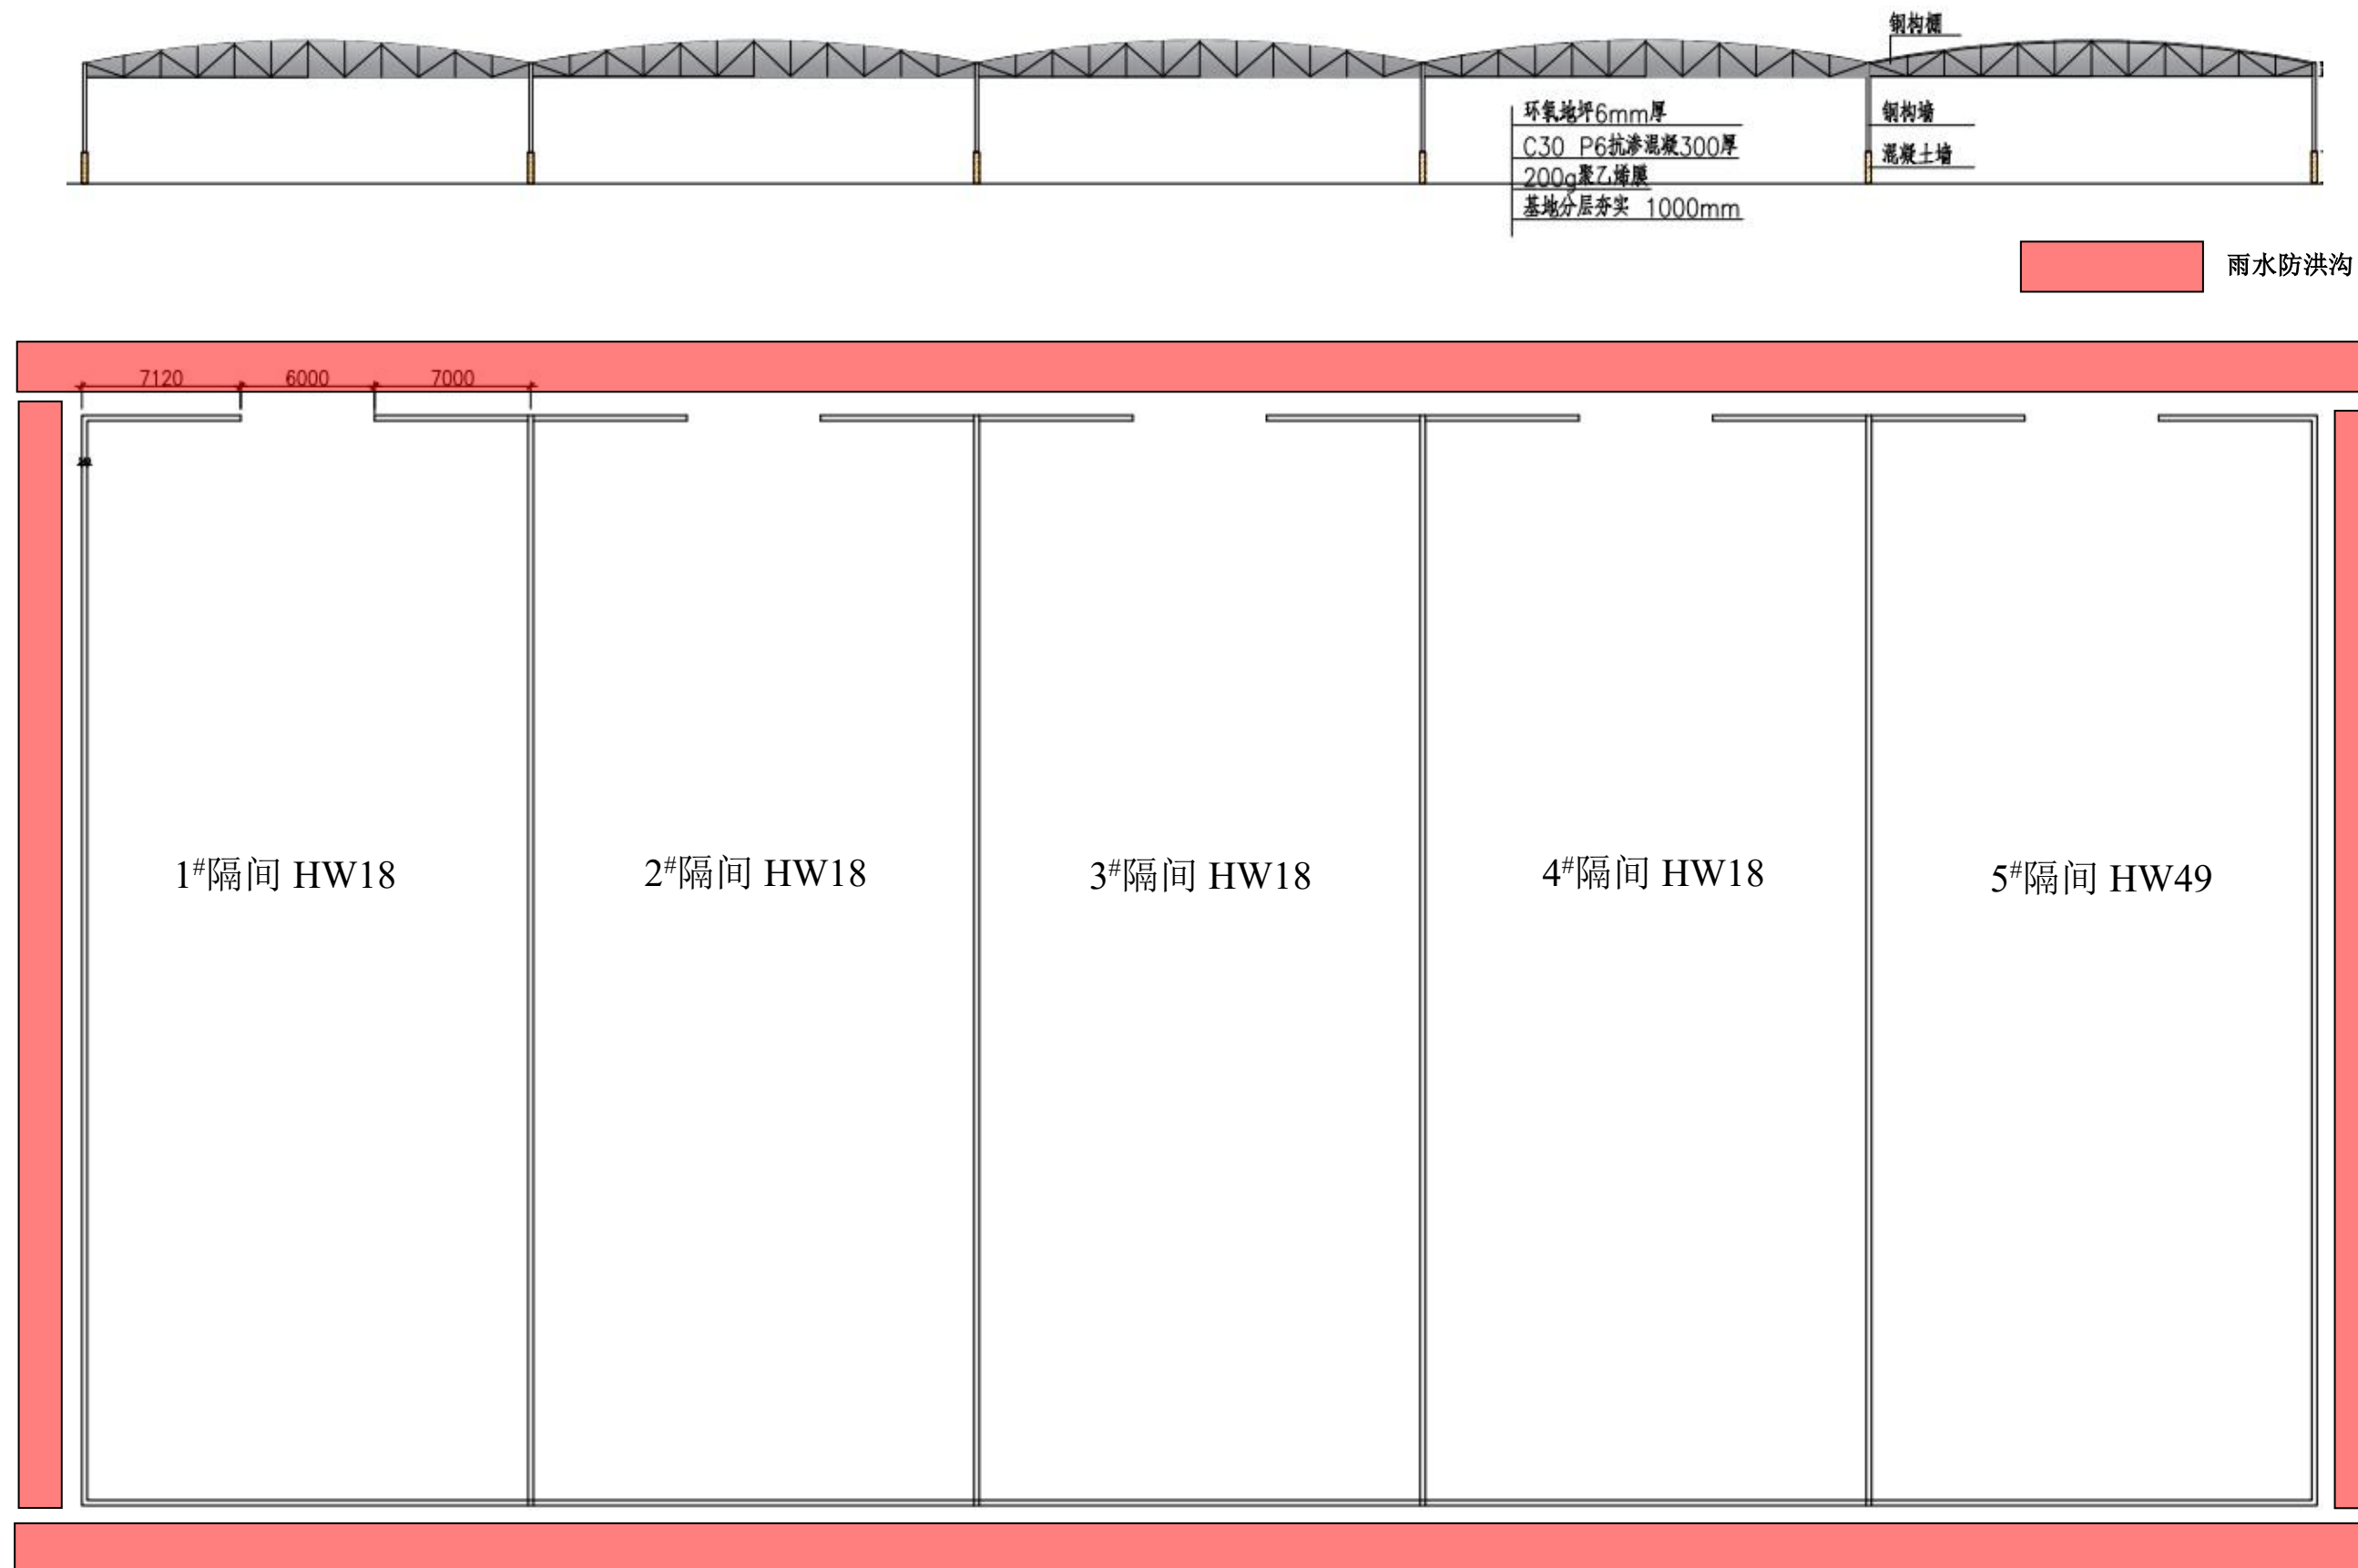 钢构棚
环氧地坪6mm厚
C30 P6抗渗混凝300厚
200g聚乙烯膜
基地分层夯实 1000mm
钢构墙
混凝土墙
雨水防洪沟
7120 6000 7000
1#隔间 HW18
2#隔间 HW18
3#隔间 HW18
4#隔间 HW18
5#隔间 HW49